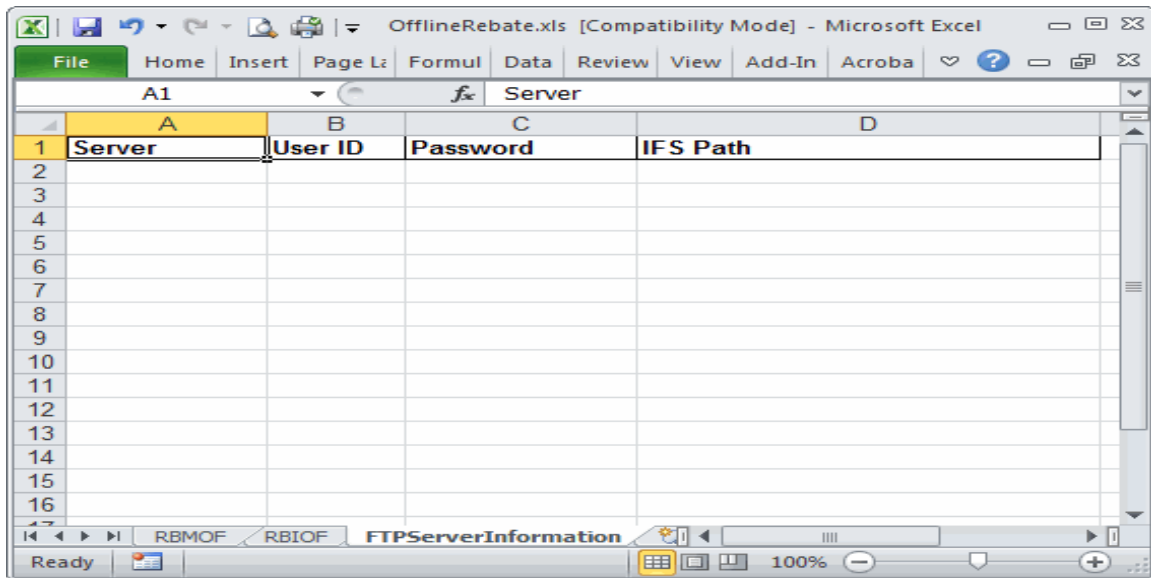 OfflineRebate.xls [Compatibility Mode] - Microsoft Excel
File Home Insert Page La Formul Data Review View Add-In Acroba
A1 fx Server
A B C D
1 Server User ID Password IFS Path
2
3
4
5
6
7
8
9
10
11
12
13
14
15
16
17
RBMOF RBIOF FTPServerInformation
Ready 100%